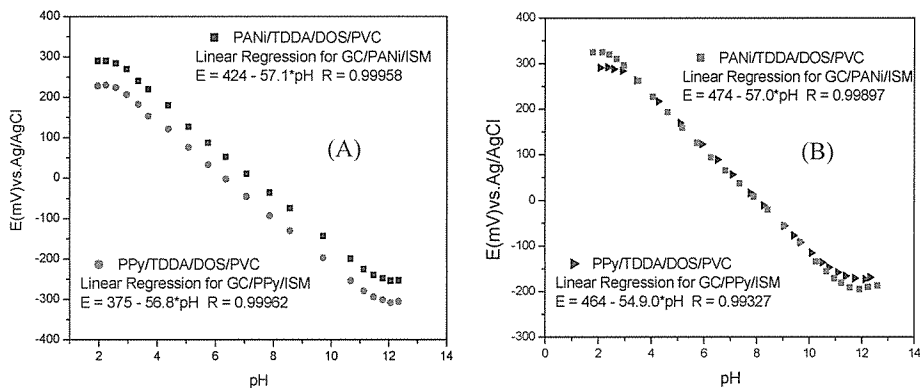 400
300
200
100
0
-100
-200
-300
-400
E(mV)vs.Ag/AgCl
PANi/TDDA/DOS/PVC
Linear Regression for GC/PANi/ISM
E = 424 - 57.1*pH R = 0.99958
(A)
PPy/TDDA/DOS/PVC
Linear Regression for GC/PPy/ISM
E = 375 - 56.8*pH R = 0.99962
0 2 4 6 8 10 12 14
pH
400
300
200
100
0
-100
-200
-300
E(mV)vs.Ag/AgCl
PANi/TDDA/DOS/PVC
Linear Regression for GC/PANi/ISM
E = 474 - 57.0*pH R = 0.99897
(B)
PPy/TDDA/DOS/PVC
Linear Regression for GC/PPy/ISM
E = 464 - 54.9.0*pH R = 0.99327
0 2 4 6 8 10 12 14
pH